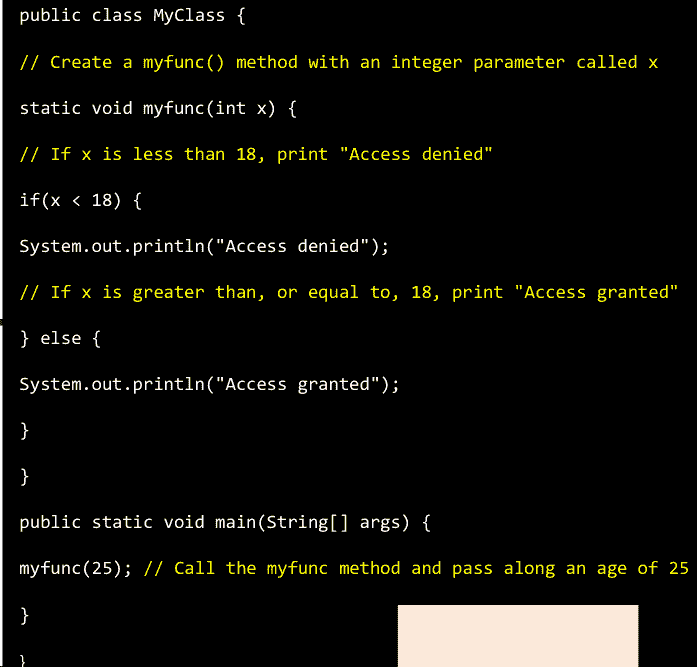 public class MyClass {
// Create a myfunc() method with an integer parameter called x
static void myfunc(int x) {
// If x is less than 18, print "Access denied"
if(x < 18) {
System.out.println("Access denied");
// If x is greater than, or equal to, 18, print "Access granted"
} else {
System.out.println("Access granted");
}
}
public static void main(String[] args) {
myfunc(25); // Call the myfunc method and pass along an age of 25
}
}